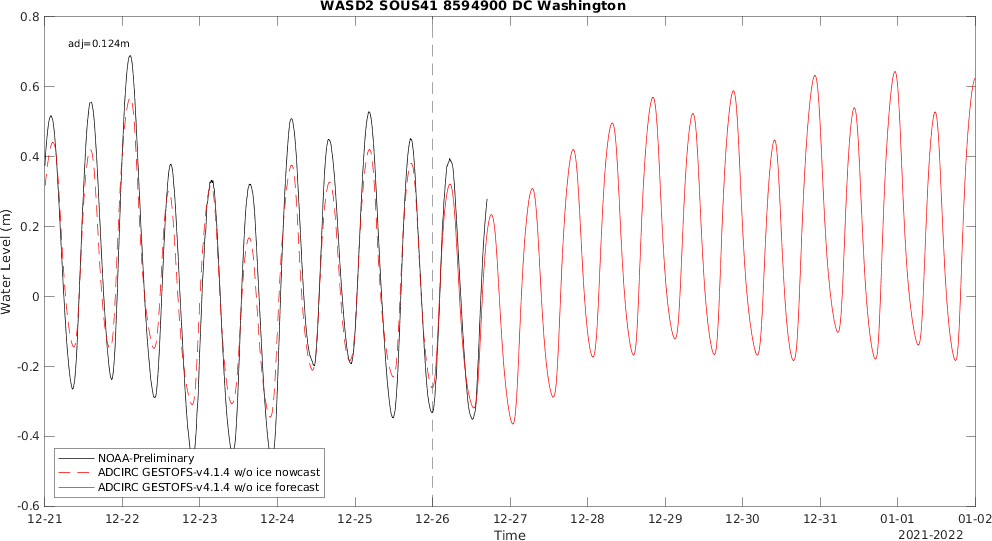 WASD2 SOUS41 8594900 DC Washington
adj=0.124m
0.8
0.6
0.4
0.2
0
-0.2
-0.4
-0.6
Water Level (m)
NOAA-Preliminary
ADCIRC GESTOFS-v4.1.4 w/o ice nowcast
ADCIRC GESTOFS-v4.1.4 w/o ice forecast
12-21 12-22 12-23 12-24 12-25 12-26 12-27 12-28 12-29 12-30 12-31 01-01 01-02
Time
2021-2022